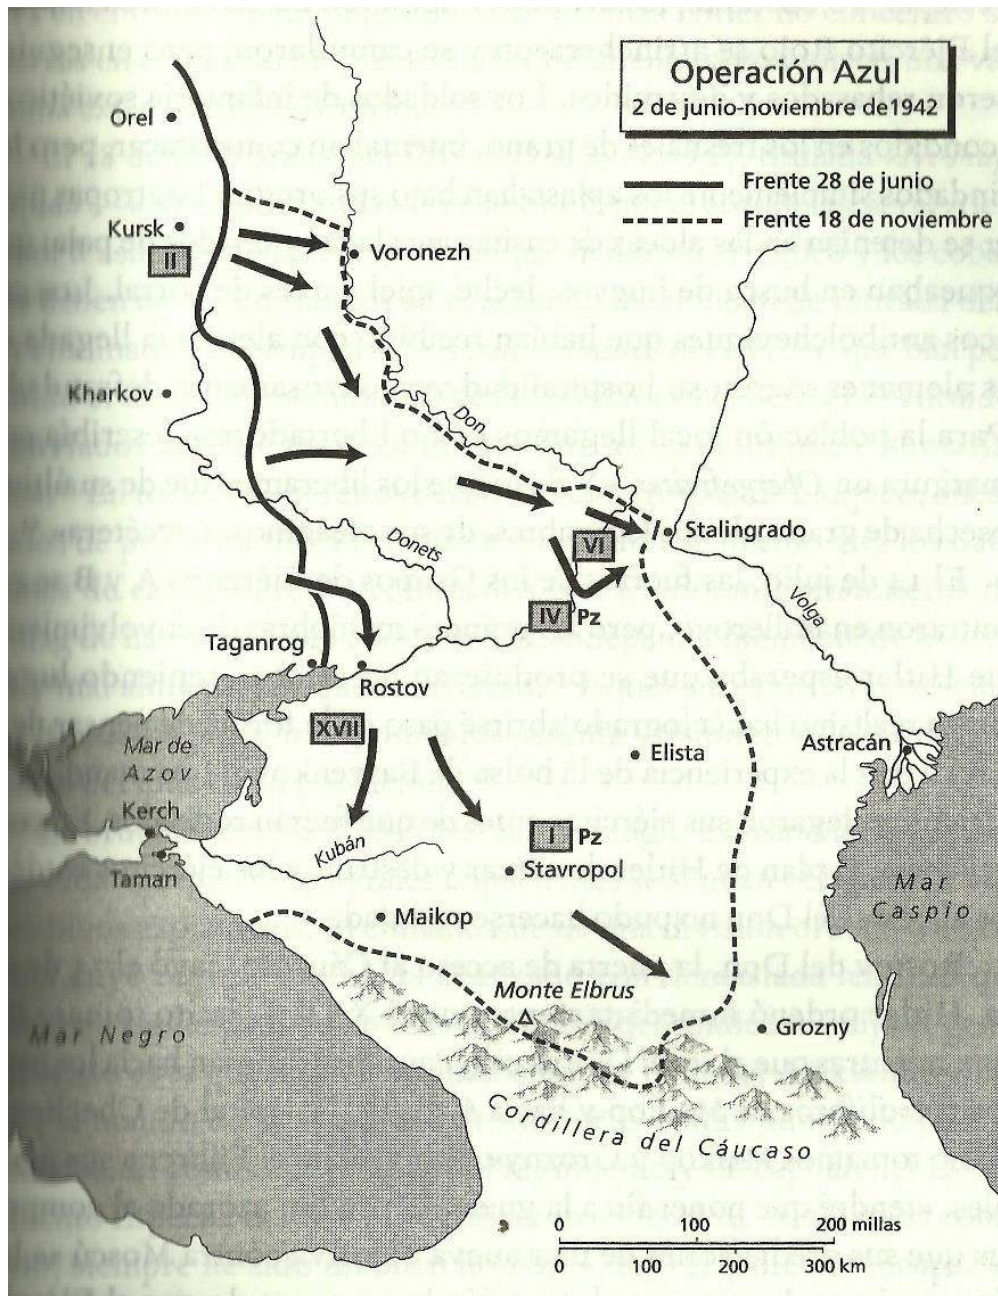 Operación Azul
2 de junio-noviembre de1942
Frente 28 de junio
Frente 18 de noviembre
Orel
Kursk
II
Voronezh
Kharkov
Don
Donets
Stalingrado
VI
IV Pz
Volga
Taganrog
Rostov
XVII
Mar de
Azov
Elista
Astracán
Kerch
Taman
Kubán
I Pz
Stavropol
Mar
Caspio
Maikop
Monte Elbrus
Grozny
Mar Negro
Cordillera del Cáucaso
0 100 200 millas
0 100 200 300 km